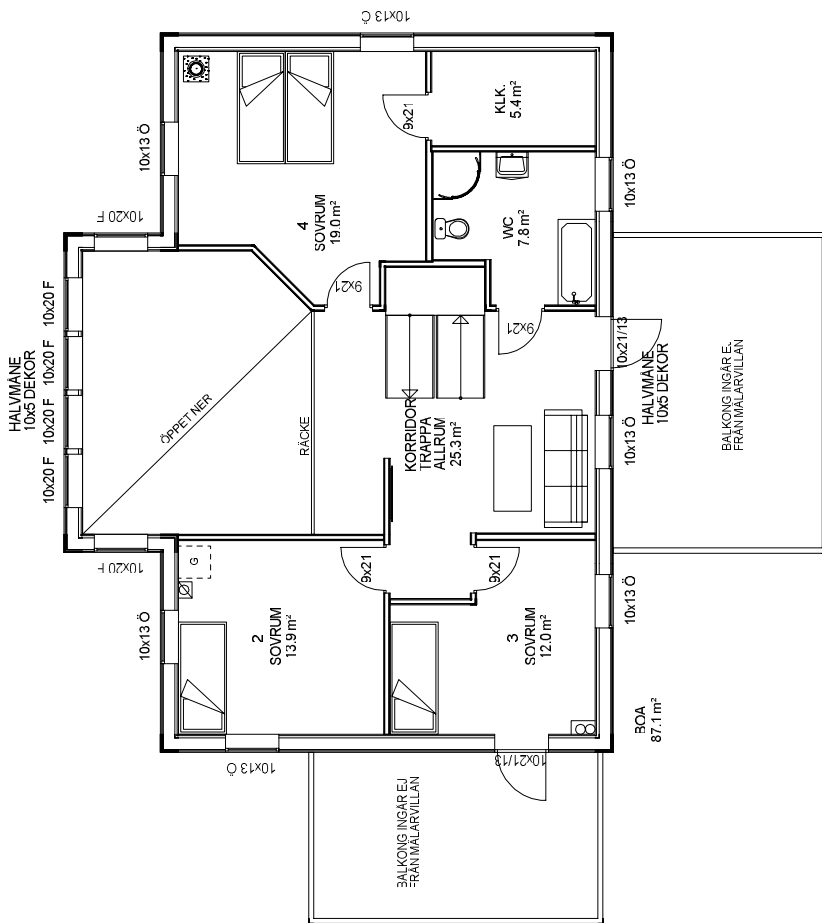 HALVMÅNE
10x5 DEKOR
10x20 F
10x20 F
10x20 F
10x20 F
10x20 F
10x20 F
10x13 Ö
10x13 Ö
ÖPPET NER
G
10x13 Ö
2
SOVRUM
13.9 m²
RÄCKE
4
SOVRUM
19.0 m²
10x13 Ö
9x21
9x21
9x21
BALKONG INGÅR EJ
FRÅN MÄLARVILLAN
KORRIDOR
TRAPPA
ALLRUM
25.3 m²
9x21
9x21
10x21/13
3
SOVRUM
12.0 m²
WC
7.8 m²
KLK.
5.4 m²
10x13 Ö
10x13 Ö
10x21/13
10x13 Ö
BOA
87.1 m²
HALVMÅNE
10x5 DEKOR
BALKONG INGÅR EJ
FRÅN MÄLARVILLAN